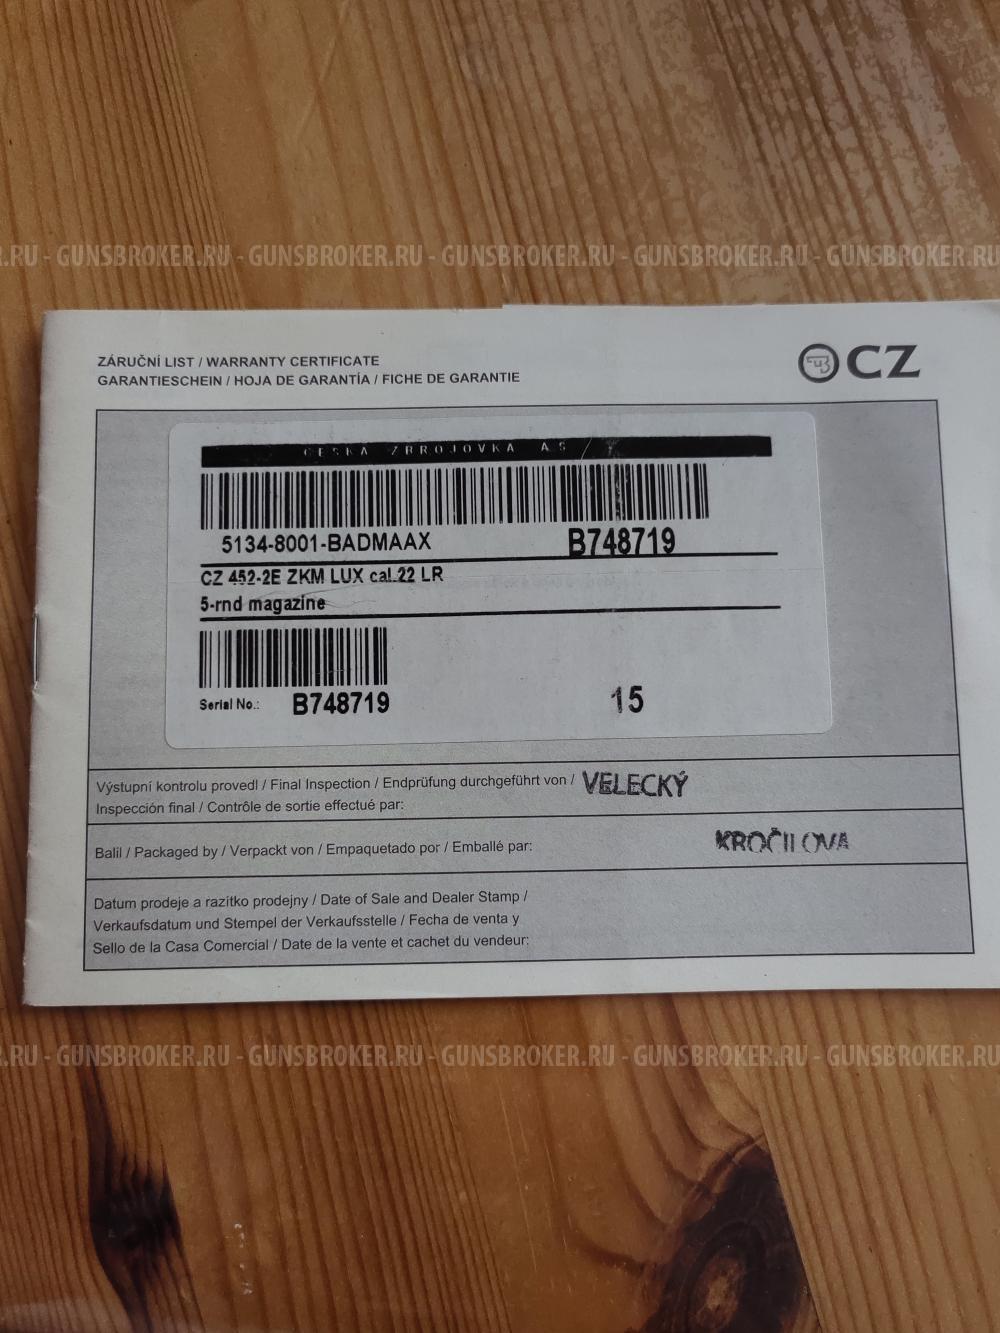 .RU - GUNSBROKER.RU - GUNSBROKER.RU - GUNSBROKER.RU - GUNSBROKER.RU - GUNSBROKER.RU
ZÁRUČNÍ LIST / WARRANTY CERTIFICATE
GARANTIESCHEIN / HOJA DE GARANTÍA / FICHE DE GARANTIE
CZ
ČESKÁ ZBROJOVKA A.S.
5134-8001-BADMAAX B748719
CZ 452-2E ZKM LUX cal.22 LR
5-rnd magazine
Serial No.: B748719 15
Výstupní kontrolu provedl / Final Inspection / Endprüfung durchgeführt von / VELECKÝ
Inspección final / Contrôle de sortie effectué par:
Balil / Packaged by / Verpackt von / Empaquetado por / Emballé par: KROČILOVA
Datum prodeje a razítko prodejny / Date of Sale and Dealer Stamp /
Verkaufsdatum und Stempel der Verkaufsstelle / Fecha de venta y
Sello de la Casa Comercial / Date de la vente et cachet du vendeur:
.RU - GUNSBROKER.RU - GUNSBROKER.RU - GUNSBROKER.RU - GUNSBROKER.RU - GUNSBROKER.RU